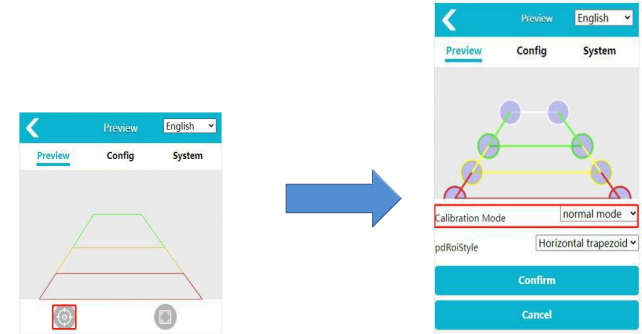 Preview English
Preview Config System
Preview English
Preview Config System
Calibration Mode normal mode
pdRoiStyle Horizontal trapezoid
Confirm
Cancel